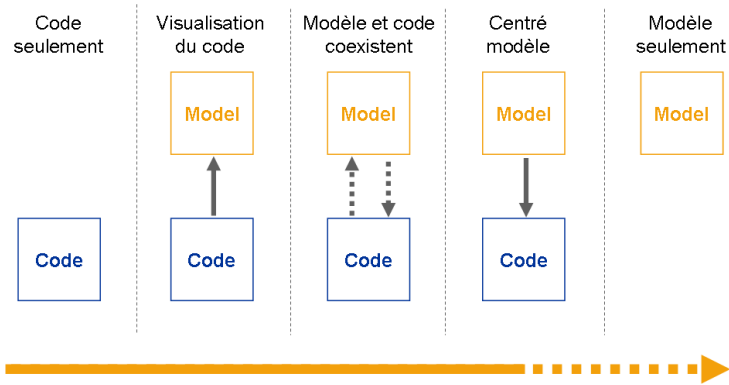 Code
seulement
Visualisation
du code
Modèle et code
coexistent
Centré
modèle
Modèle
seulement
Model
Model
Model
Model
Code
Code
Code
Code